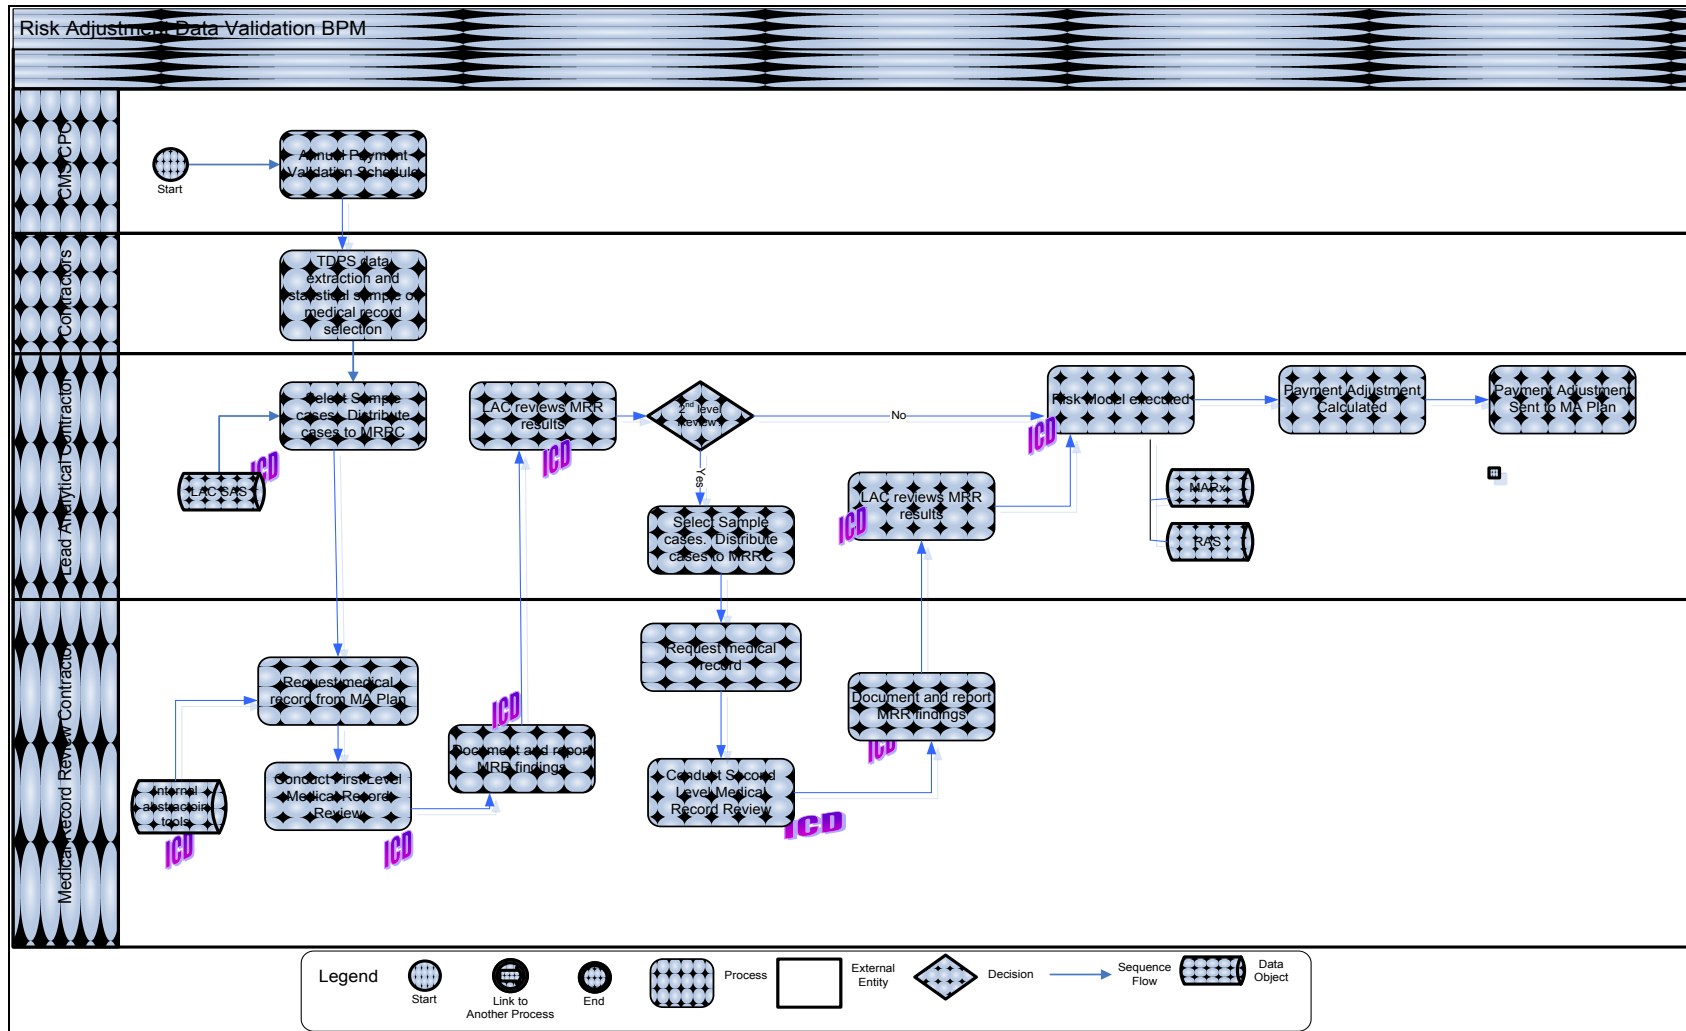 Risk Adjustment Data Validation BPM
CMS/CPC
Start
Annual Payment
Validation Schedule
Contractors
TDPS data
extraction and
statistical sample of
medical record
selection
Lead Analytical Contractor
Select Sample
cases. Distribute
cases to MRRC
LAC SAS
ICD
LAC reviews MRR
results
ICD
2nd level
Review?
No
Yes
Select Sample
cases. Distribute
cases to MRRC
LAC reviews MRR
results
ICD
Risk Model executed
ICD
MARx
RAS
Payment Adjustment
Calculated
Payment Adjustment
Sent to MA Plan
Medical Record Review Contractor
Request medical
record from MA Plan
Internal
abstractoin
tools
ICD
Conduct First Level
Medical Record
Review
ICD
Document and report
MRR findings
ICD
Request medical
record
Conduct Second
Level Medical
Record Review
ICD
Document and report
MRR findings
ICD
Legend
Start
Link to
Another Process
End
Process
External
Entity
Decision
Sequence
Flow
Data
Object